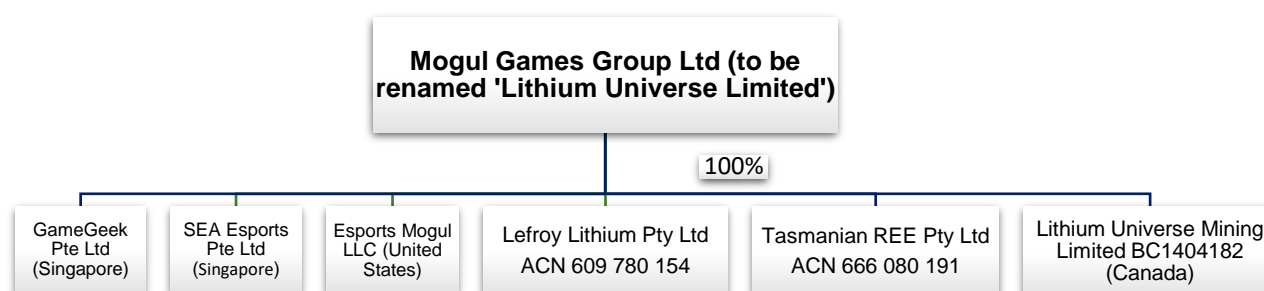 Mogul Games Group Ltd (to be
renamed 'Lithium Universe Limited')
100%
GameGeek
Pte Ltd
(Singapore)
SEA Esports
Pte Ltd
(Singapore)
Esports Mogul
LLC (United
States)
Lefroy Lithium Pty Ltd
ACN 609 780 154
Tasmanian REE Pty Ltd
ACN 666 080 191
Lithium Universe Mining
Limited BC1404182
(Canada)